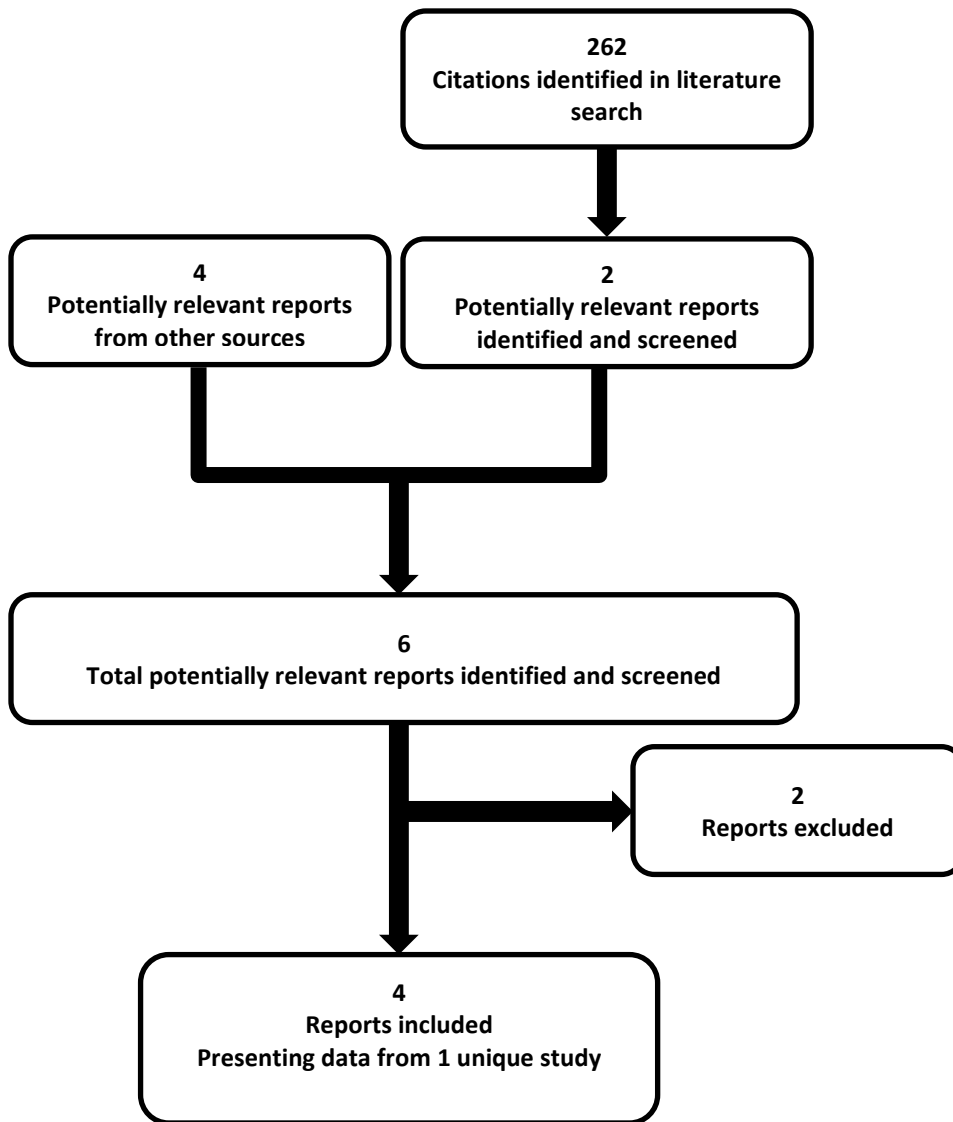 262
Citations identified in literature
search
4
Potentially relevant reports
from other sources
2
Potentially relevant reports
identified and screened
6
Total potentially relevant reports identified and screened
2
Reports excluded
4
Reports included
Presenting data from 1 unique study